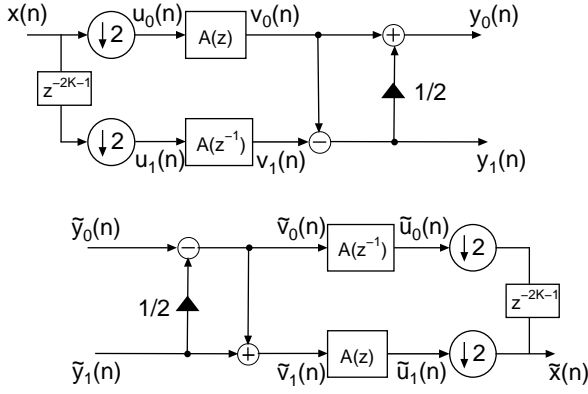 x(n) ↓2 u₀(n) A(z) v₀(n) + y₀(n)
z⁻²ᴷ⁻¹ 1/2
↓2 u₁(n) A(z⁻¹) v₁(n) − y₁(n)
ỹ₀(n) − ṽ₀(n) A(z⁻¹) ũ₀(n) ↓2
1/2 z⁻²ᴷ⁻¹
ỹ₁(n) + ṽ₁(n) A(z) ũ₁(n) ↓2 x̃(n)